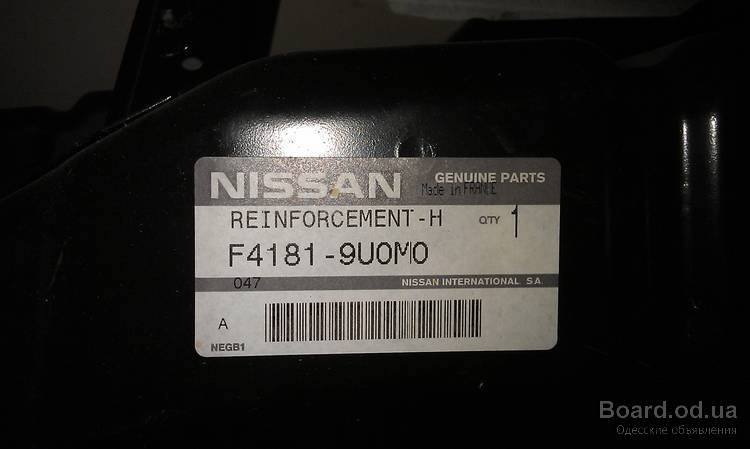 NISSAN GENUINE PARTS
Made in FRANCE
REINFORCEMENT-H QTY 1
F4181-9U0M0
047 NISSAN INTERNATIONAL S.A.
A
NEGB1
Board.od.ua
Одесские объявления